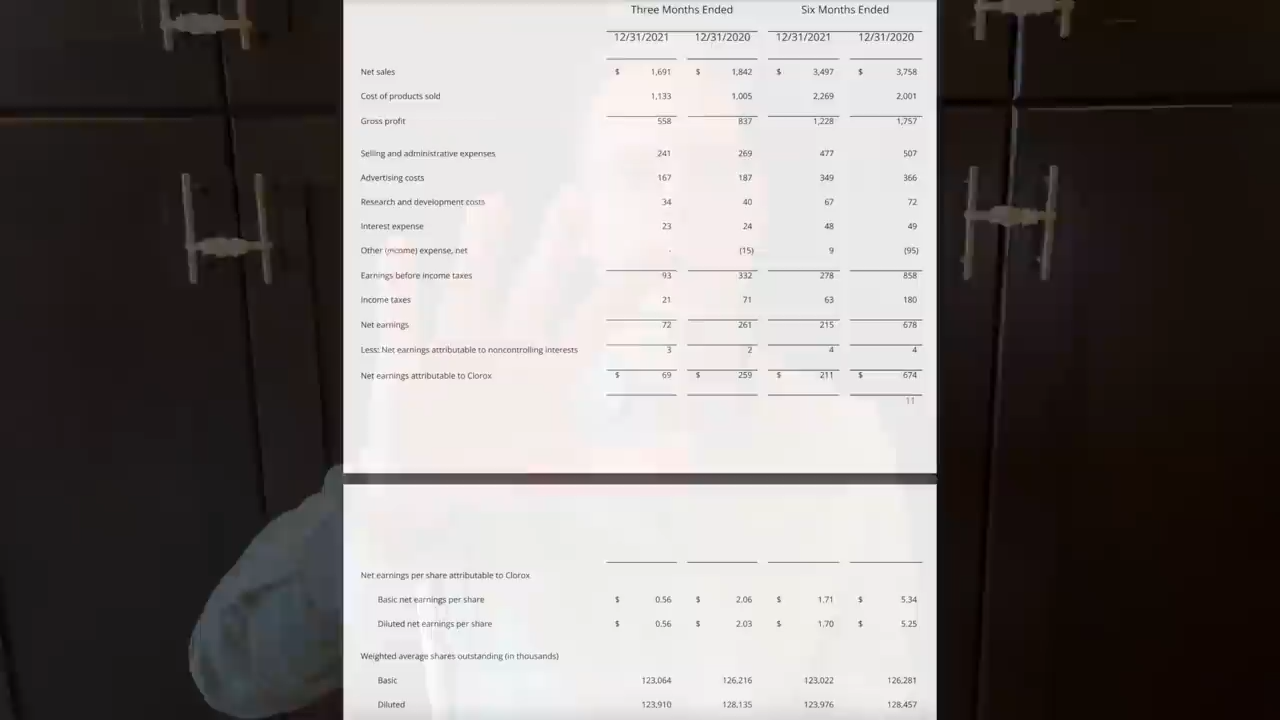 Three Months Ended Six Months Ended
12/31/2021 12/31/2020 12/31/2021 12/31/2020
Net sales $ 1,691 $ 1,842 $ 3,497 $ 3,758
Cost of products sold 1,133 1,005 2,269 2,001
Gross profit 558 837 1,228 1,757
Selling and administrative expenses 241 269 477 507
Advertising costs 167 187 349 366
Research and development costs 34 40 67 72
Interest expense 23 24 48 49
Other (income) expense, net - (15) 9 (95)
Earnings before income taxes 93 332 278 858
Income taxes 21 71 63 180
Net earnings 72 261 215 678
Less: Net earnings attributable to noncontrolling interests 3 2 4 4
Net earnings attributable to Clorox $ 69 $ 259 $ 211 $ 674
11
Net earnings per share attributable to Clorox
Basic net earnings per share $ 0.56 $ 2.06 $ 1.71 $ 5.34
Diluted net earnings per share $ 0.56 $ 2.03 $ 1.70 $ 5.25
Weighted average shares outstanding (in thousands)
Basic 123,064 126,216 123,022 126,281
Diluted 123,910 128,135 123,976 128,457